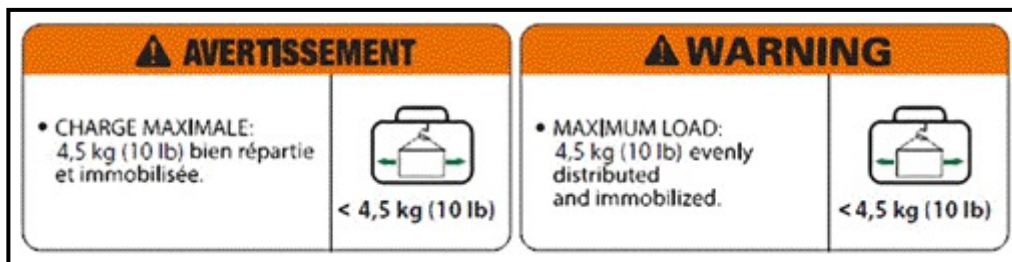 AVERTISSEMENT
• CHARGE MAXIMALE:
4,5 kg (10 lb) bien répartie
et immobilisée.
< 4,5 kg (10 lb)
WARNING
• MAXIMUM LOAD:
4,5 kg (10 lb) evenly
distributed
and immobilized.
<4,5 kg (10 lb)